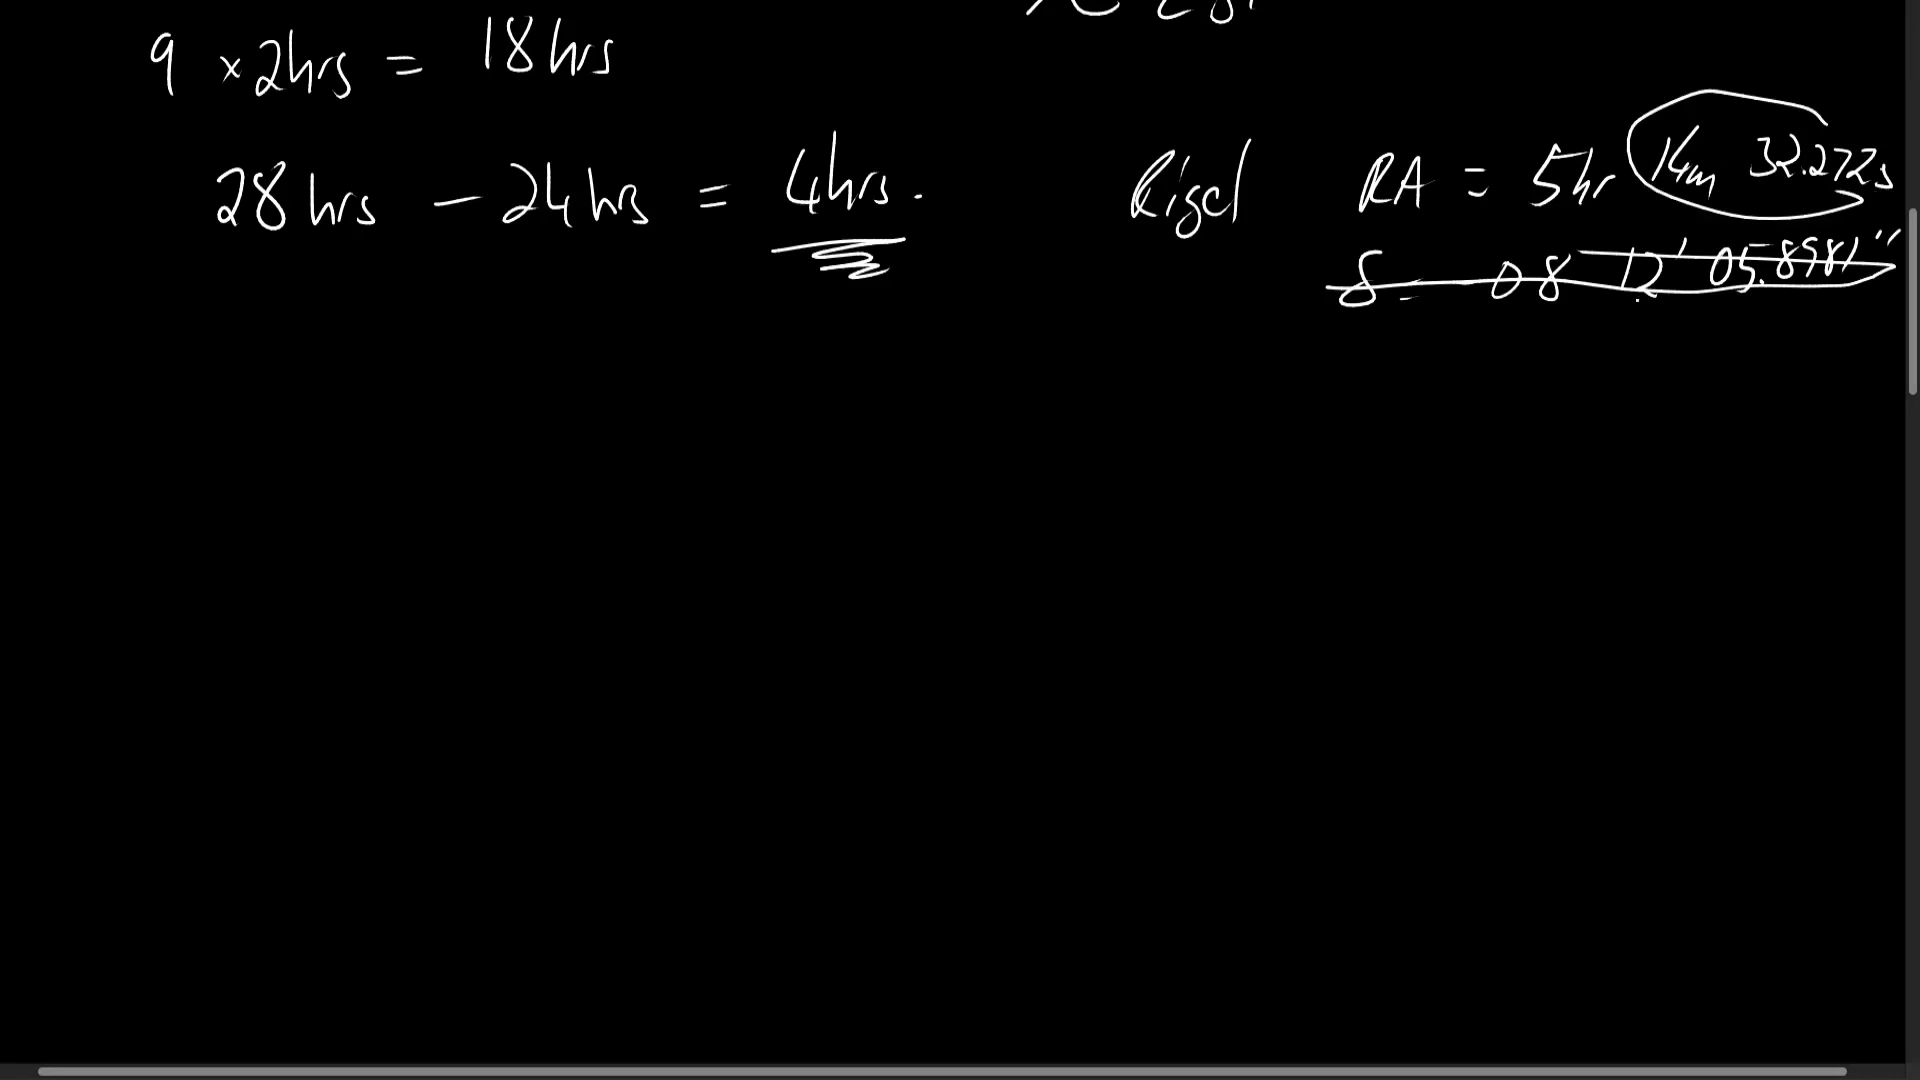 9 × 2hrs = 18hrs
28hrs - 24hrs = 4hrs.
Rigel RA = 5hr 14m 32.272s
δ = -08 12' 05.8981"